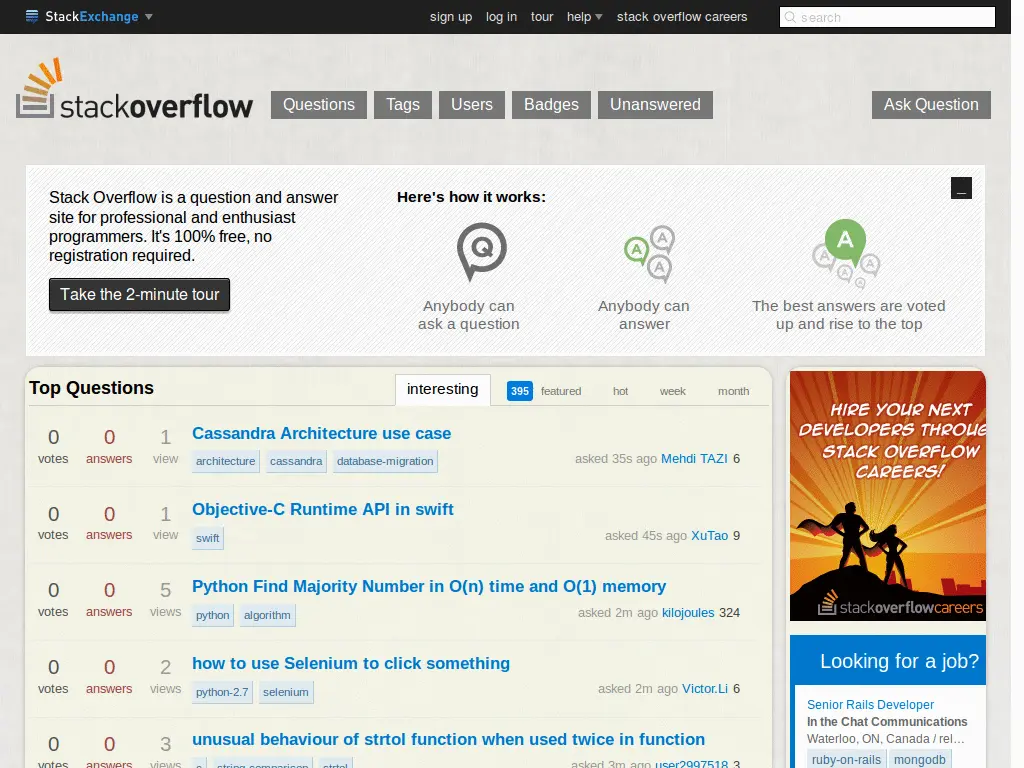 StackExchange
sign up log in tour help stack overflow careers
search
stackoverflow
Questions Tags Users Badges Unanswered Ask Question
Stack Overflow is a question and answer
site for professional and enthusiast
programmers. It's 100% free, no
registration required.
Take the 2-minute tour
Here's how it works:
_
Q
A A A
A A A A A
Anybody can
ask a question
Anybody can
answer
The best answers are voted
up and rise to the top
Top Questions
interesting 395 featured hot week month
0 0 1 Cassandra Architecture use case
votes answers view architecture cassandra database-migration asked 35s ago Mehdi TAZI 6
0 0 1 Objective-C Runtime API in swift
votes answers view swift asked 45s ago XuTao 9
0 0 5 Python Find Majority Number in O(n) time and O(1) memory
votes answers views python algorithm asked 2m ago kilojoules 324
0 0 2 how to use Selenium to click something
votes answers views python-2.7 selenium asked 2m ago Victor.Li 6
0 0 3 unusual behaviour of strtol function when used twice in function
votes answers views c string-comparison strtol asked 3m ago user2997518 3
HIRE YOUR NEXT
DEVELOPERS THROUG
STACK OVERFLOW
CAREERS!
stackoverflowcareers
Looking for a job?
Senior Rails Developer
In the Chat Communications
Waterloo, ON, Canada / rel…
ruby-on-rails mongodb